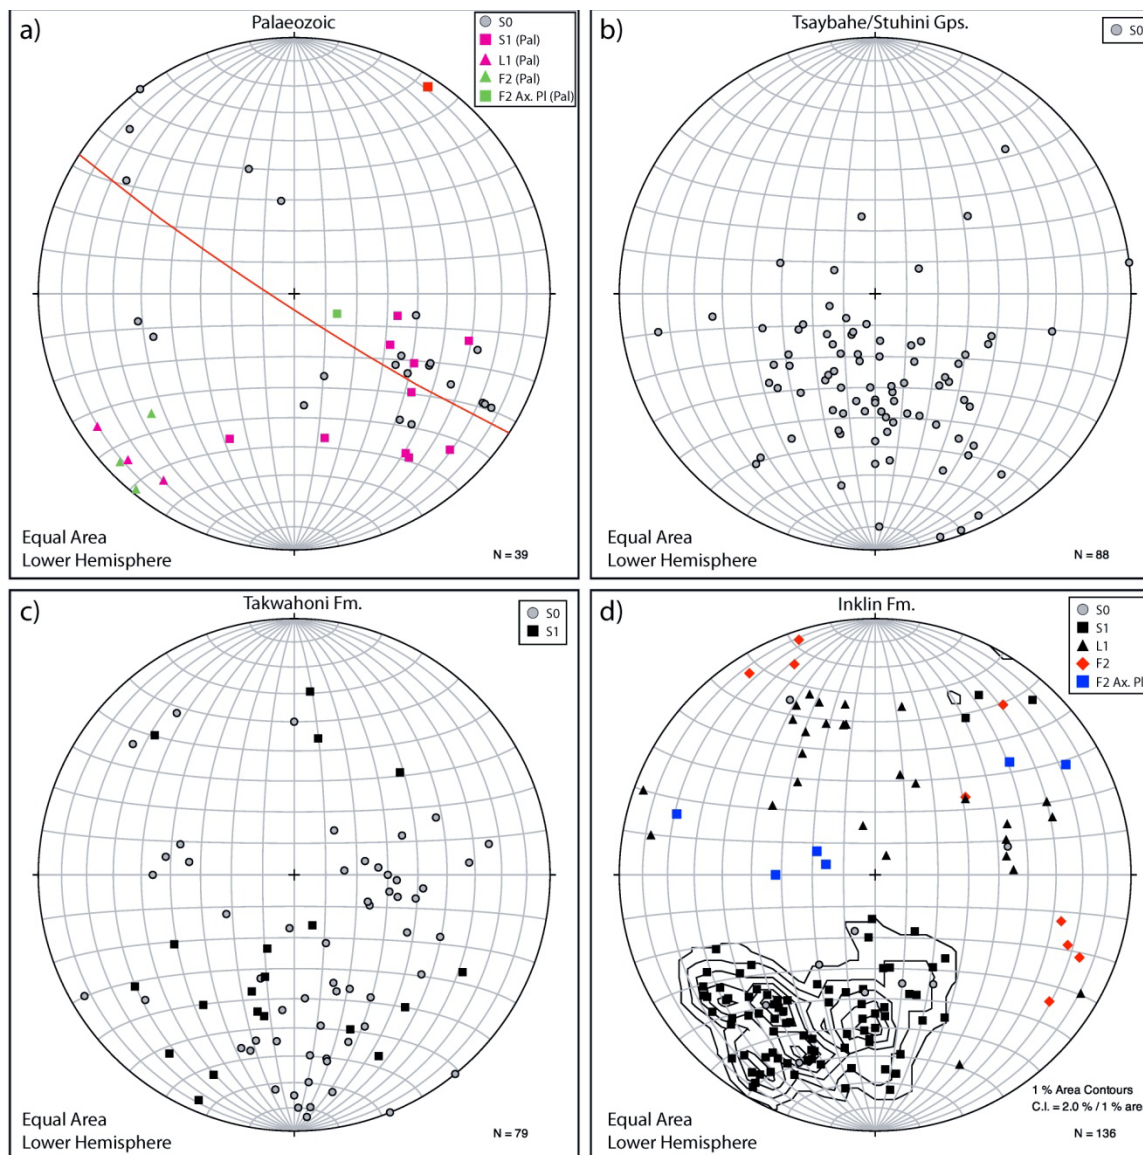 a)
Palaeozoic
S0
S1 (Pal)
L1 (Pal)
F2 (Pal)
F2 Ax. Pl (Pal)
Equal Area
Lower Hemisphere
N = 39
b)
Tsaybahe/Stuhini Gps.
S0
Equal Area
Lower Hemisphere
N = 88
c)
Takwahoni Fm.
S0
S1
Equal Area
Lower Hemisphere
N = 79
d)
Inklin Fm.
S0
S1
L1
F2
F2 Ax. Pl
1 % Area Contours
C.I. = 2.0 % / 1 % area
Equal Area
Lower Hemisphere
N = 136